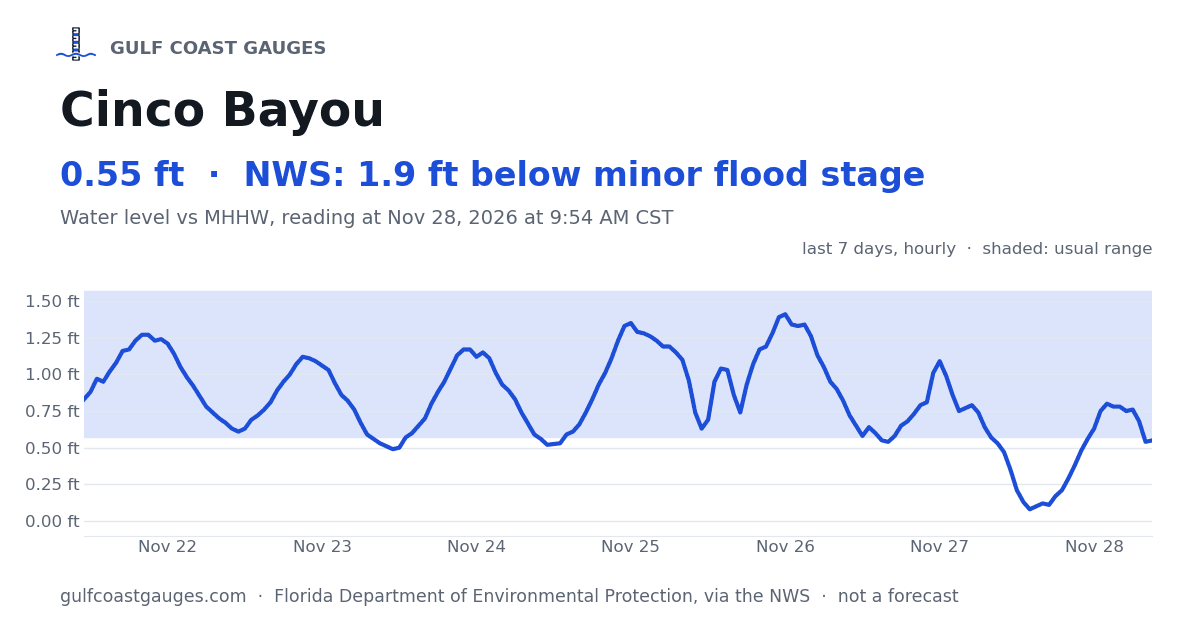 GULF COAST GAUGES
Cinco Bayou
0.55 ft · NWS: 1.9 ft below minor flood stage
Water level vs MHHW, reading at Nov 28, 2026 at 9:54 AM CST
last 7 days, hourly · shaded: usual range
1.50 ft
1.25 ft
1.00 ft
0.75 ft
0.50 ft
0.25 ft
0.00 ft
Nov 22 Nov 23 Nov 24 Nov 25 Nov 26 Nov 27 Nov 28
gulfcoastgauges.com · Florida Department of Environmental Protection, via the NWS · not a forecast